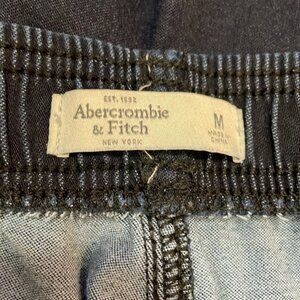 EST. 1892
Abercrombie
& Fitch
NEW YORK
M
MADE IN
CHINA